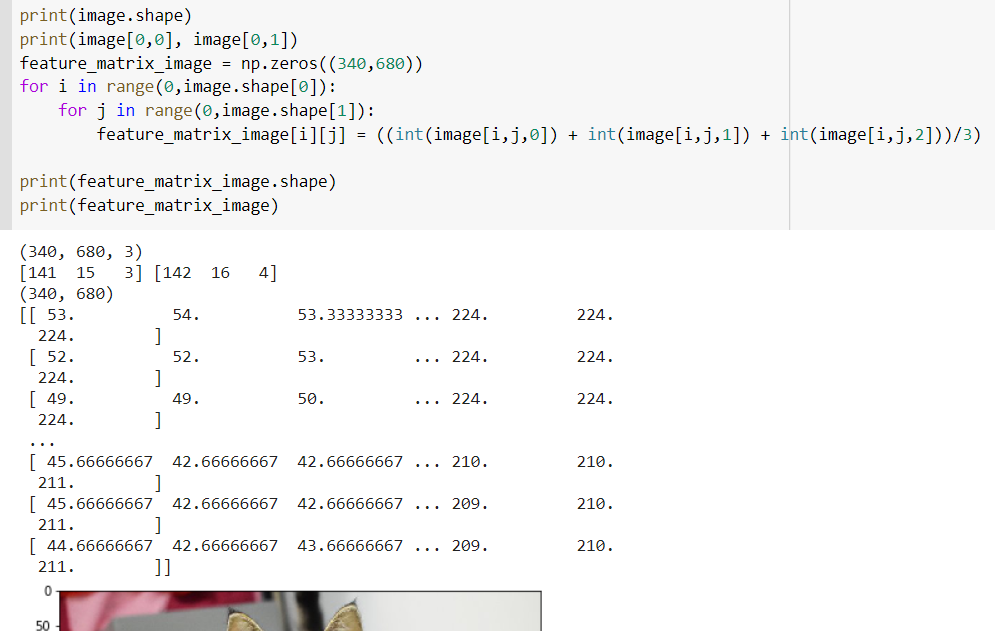 print(image.shape)
print(image[0,0], image[0,1])
feature_matrix_image = np.zeros((340,680))
for i in range(0,image.shape[0]):
    for j in range(0,image.shape[1]):
        feature_matrix_image[i][j] = ((int(image[i,j,0]) + int(image[i,j,1]) + int(image[i,j,2]))/3)
print(feature_matrix_image.shape)
print(feature_matrix_image)
(340, 680, 3)
[141  15   3] [142  16   4]
(340, 680)
[[ 53.          54.          53.33333333 ... 224.         224.
  224.        ]
 [ 52.          52.          53.         ... 224.         224.
  224.        ]
 [ 49.          49.          50.         ... 224.         224.
  224.        ]
 ...
 [ 45.66666667  42.66666667  42.66666667 ... 210.         210.
  211.        ]
 [ 45.66666667  42.66666667  42.66666667 ... 209.         210.
  211.        ]
 [ 44.66666667  42.66666667  43.66666667 ... 209.         210.
  211.        ]]
0
50